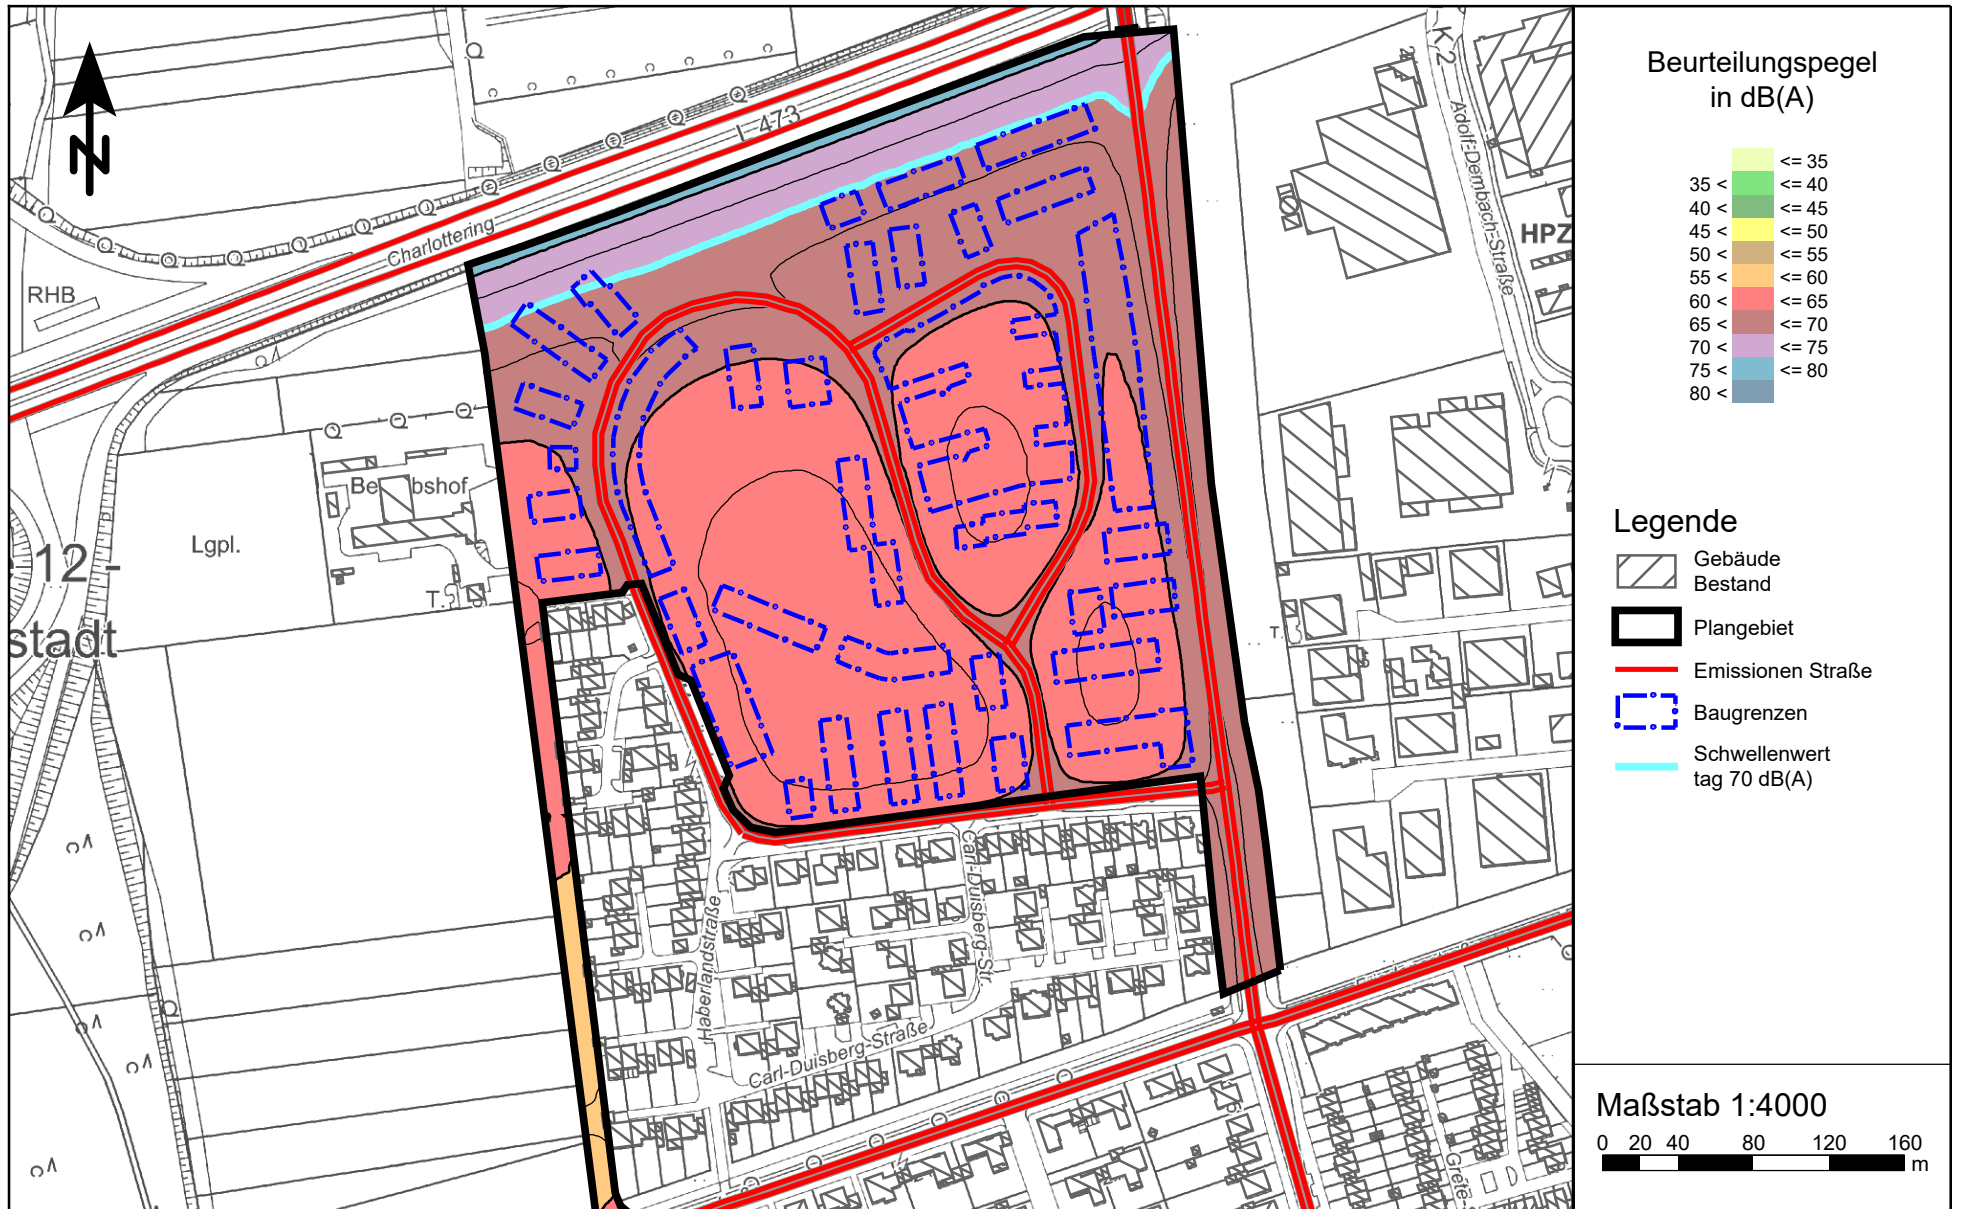 N
L 473
Charlottering
RHB
Lgpl.
T.
12 -
stadt
K 2
Adolf-Dembach-Straße
HPZ
T.
Haberlandstraße
Carl-Duisberg-Str.
Carl-Duisberg-Straße
Grete-
Beurteilungspegel
in dB(A)
<= 35
35 < <= 40
40 < <= 45
45 < <= 50
50 < <= 55
55 < <= 60
60 < <= 65
65 < <= 70
70 < <= 75
75 < <= 80
80 <
Legende
Gebäude
Bestand
Plangebiet
Emissionen Straße
Baugrenzen
Schwellenwert
tag 70 dB(A)
Maßstab 1:4000
0 20 40 80 120 160
m